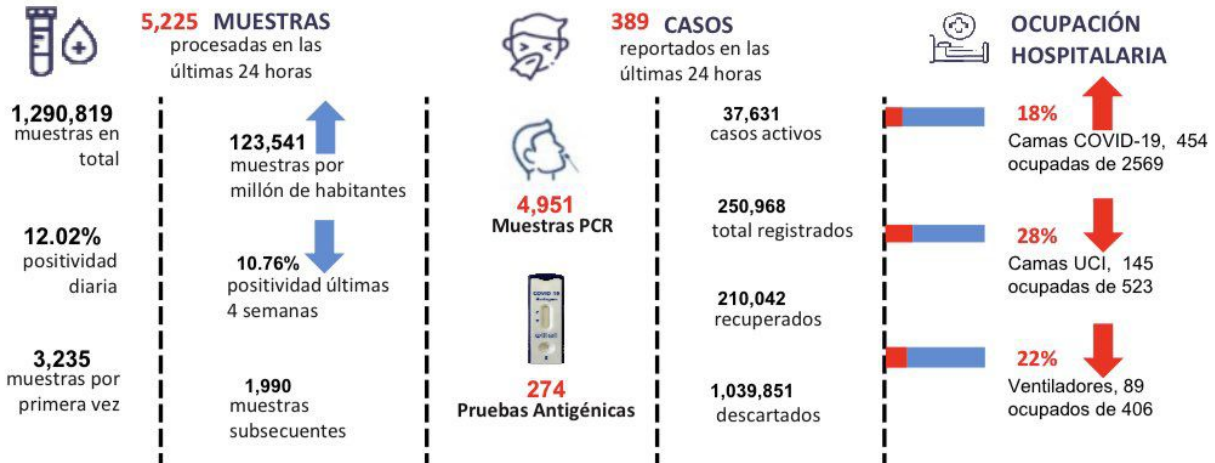 5,225 MUESTRAS
procesadas en las
últimas 24 horas
1,290,819
muestras en
total
12.02%
positividad
diaria
3,235
muestras por
primera vez
123,541
muestras por
millón de habitantes
10.76%
positividad últimas
4 semanas
1,990
muestras
subsecuentes
389 CASOS
reportados en las
últimas 24 horas
4,951
Muestras PCR
COVID 19
274
Pruebas Antigénicas
37,631
casos activos
250,968
total registrados
210,042
recuperados
1,039,851
descartados
OCUPACIÓN
HOSPITALARIA
18%
Camas COVID-19, 454
ocupadas de 2569
28%
Camas UCI, 145
ocupadas de 523
22%
Ventiladores, 89
ocupados de 406